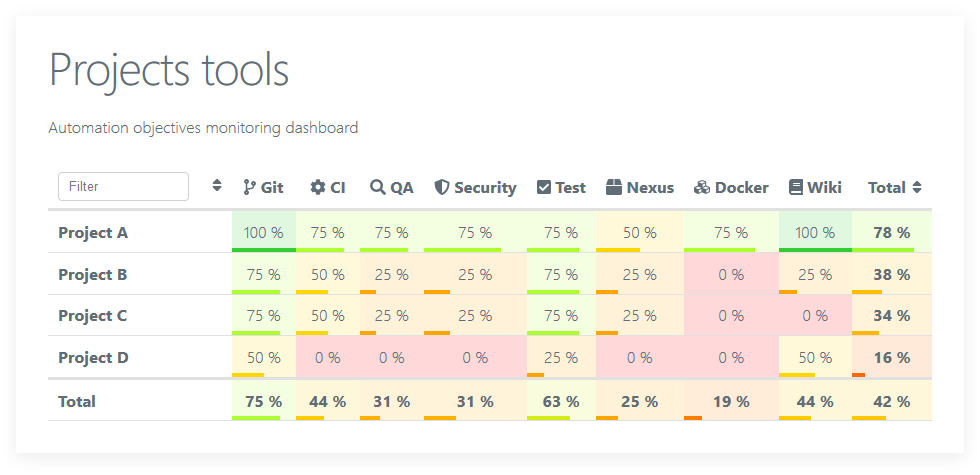 Projects tools
Automation objectives monitoring dashboard
Filter Git CI QA Security Test Nexus Docker Wiki Total
Project A 100 % 75 % 75 % 75 % 75 % 50 % 75 % 100 % 78 %
Project B 75 % 50 % 25 % 25 % 75 % 25 % 0 % 25 % 38 %
Project C 75 % 50 % 25 % 25 % 75 % 25 % 0 % 0 % 34 %
Project D 50 % 0 % 0 % 0 % 25 % 0 % 0 % 50 % 16 %
Total 75 % 44 % 31 % 31 % 63 % 25 % 19 % 44 % 42 %